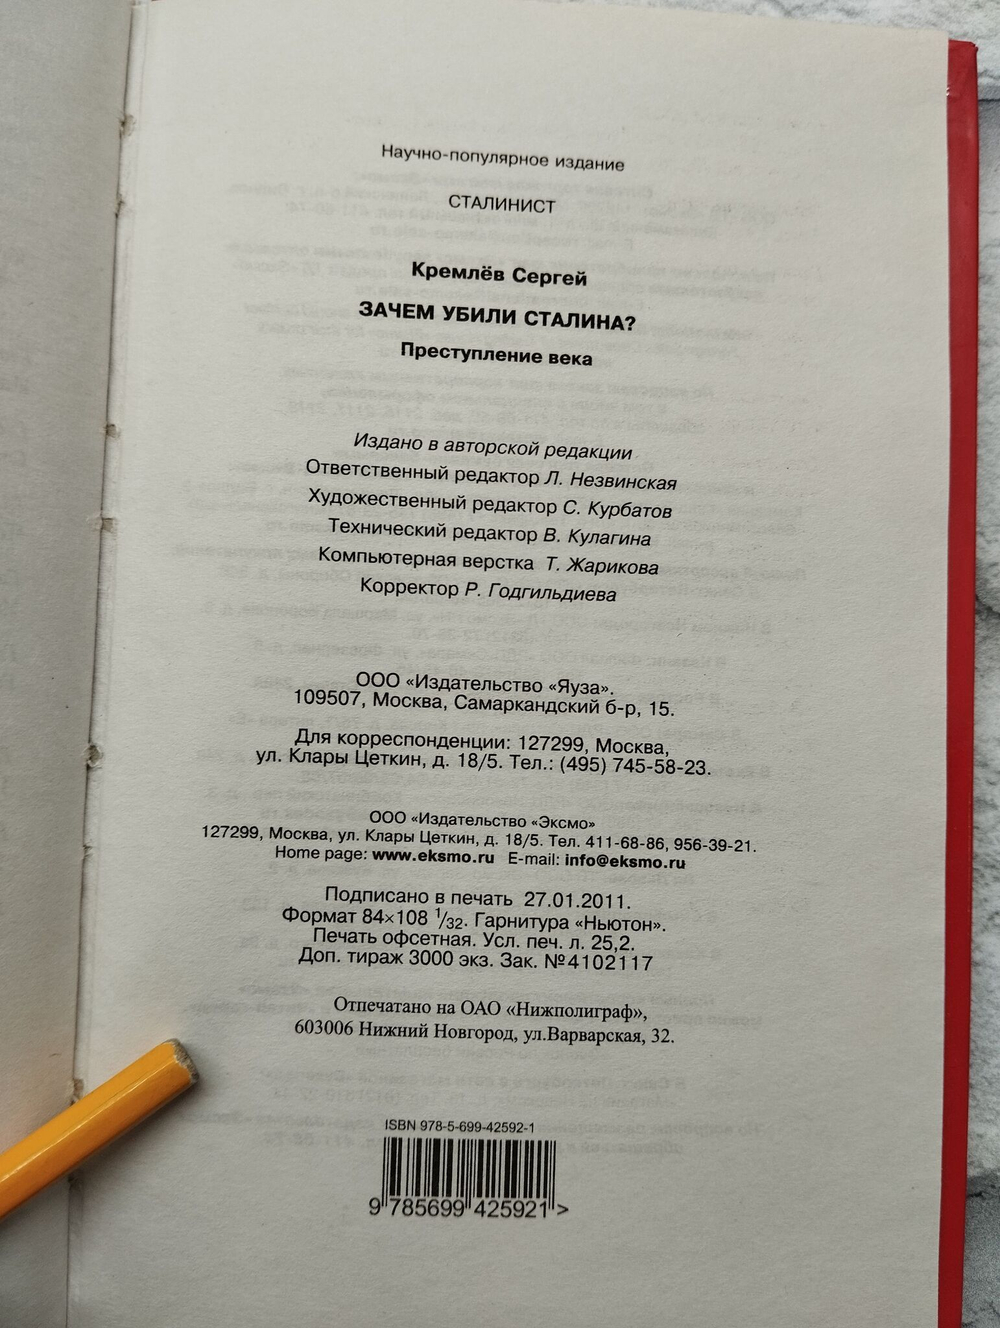 Научно-популярное издание
СТАЛИНИСТ
Кремлёв Сергей
ЗАЧЕМ УБИЛИ СТАЛИНА?
Преступление века
Издано в авторской редакции
Ответственный редактор Л. Незвинская
Художественный редактор С. Курбатов
Технический редактор В. Кулагина
Компьютерная верстка Т. Жарикова
Корректор Р. Годгильдиева
ООО «Издательство «Яуза».
109507, Москва, Самаркандский б-р, 15.
Для корреспонденции: 127299, Москва,
ул. Клары Цеткин, д. 18/5. Тел.: (495) 745-58-23.
ООО «Издательство «Эксмо»
127299, Москва, ул. Клары Цеткин, д. 18/5. Тел. 411-68-86, 956-39-21.
Home page: www.eksmo.ru E-mail: info@eksmo.ru
Подписано в печать 27.01.2011.
Формат 84×108 1/32. Гарнитура «Ньютон».
Печать офсетная. Усл. печ. л. 25,2.
Доп. тираж 3000 экз. Зак. №4102117
Отпечатано на ОАО «Нижполиграф»,
603006 Нижний Новгород, ул.Варварская, 32.
ISBN 978-5-699-42592-1
9 785699 425921 >